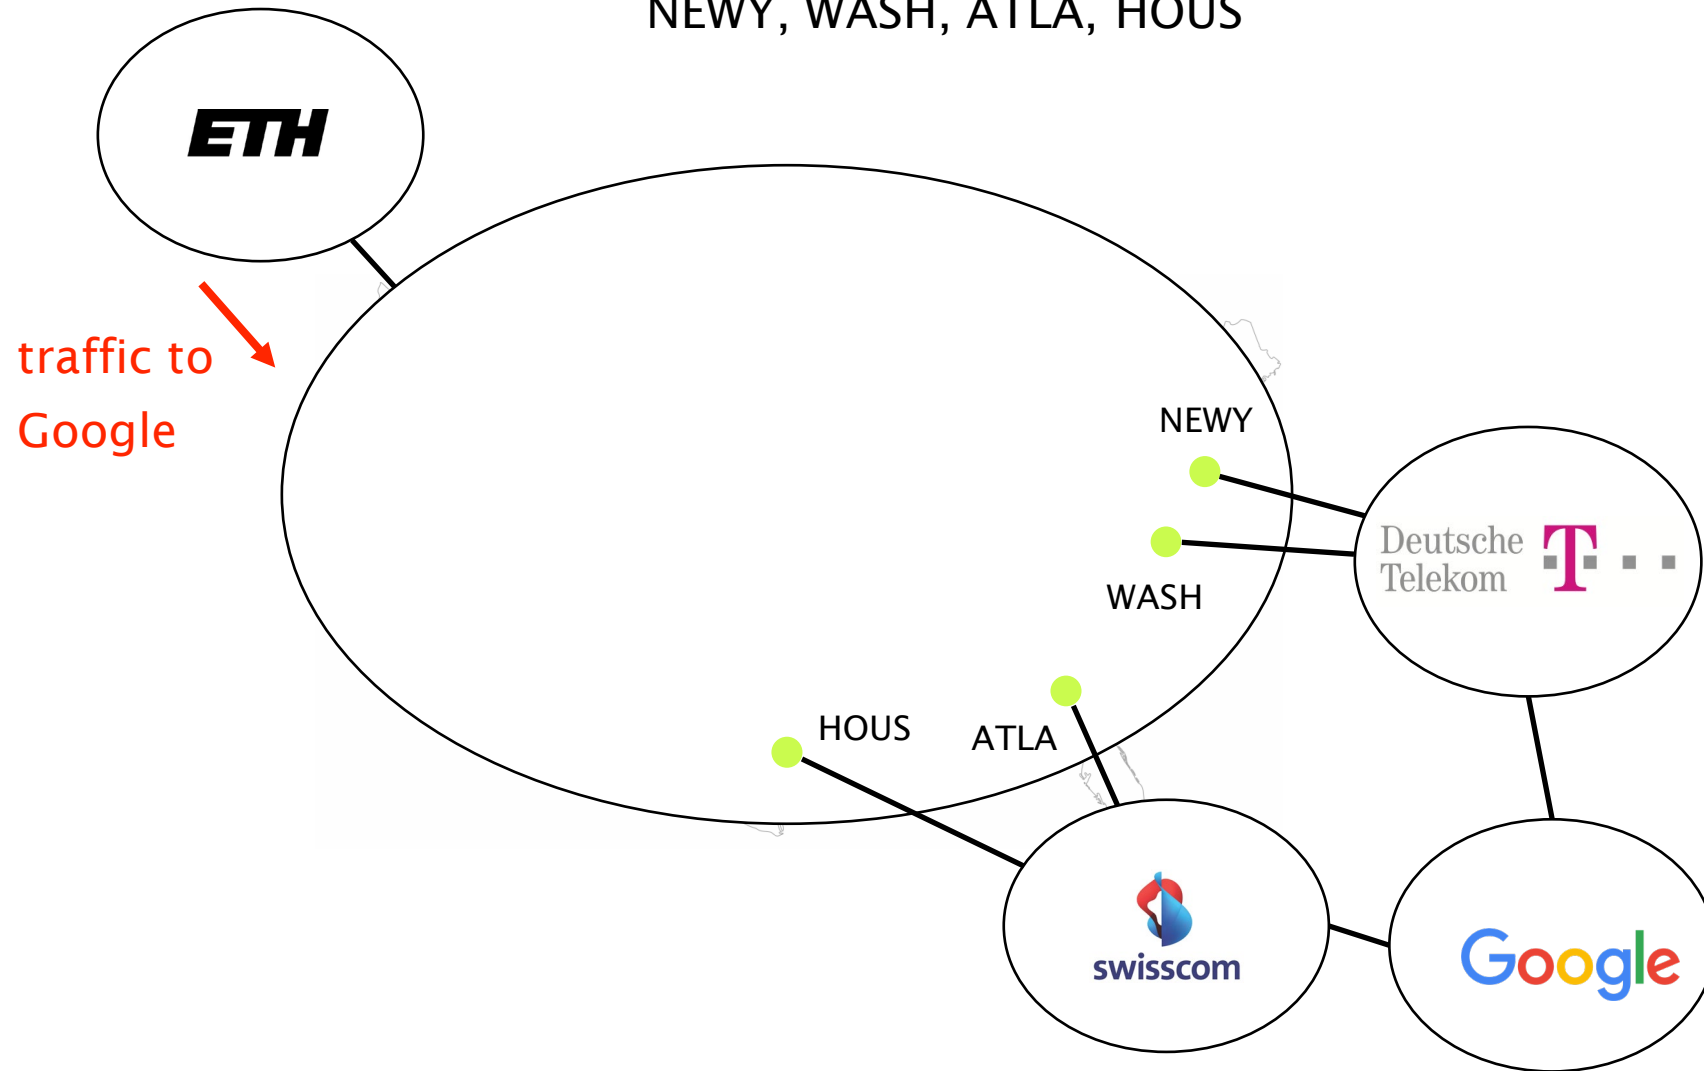 NEWY, WASH, ATLA, HOUS
ETH
traffic to
Google
NEWY
Deutsche
Telekom
T
WASH
HOUS
ATLA
swisscom
Google